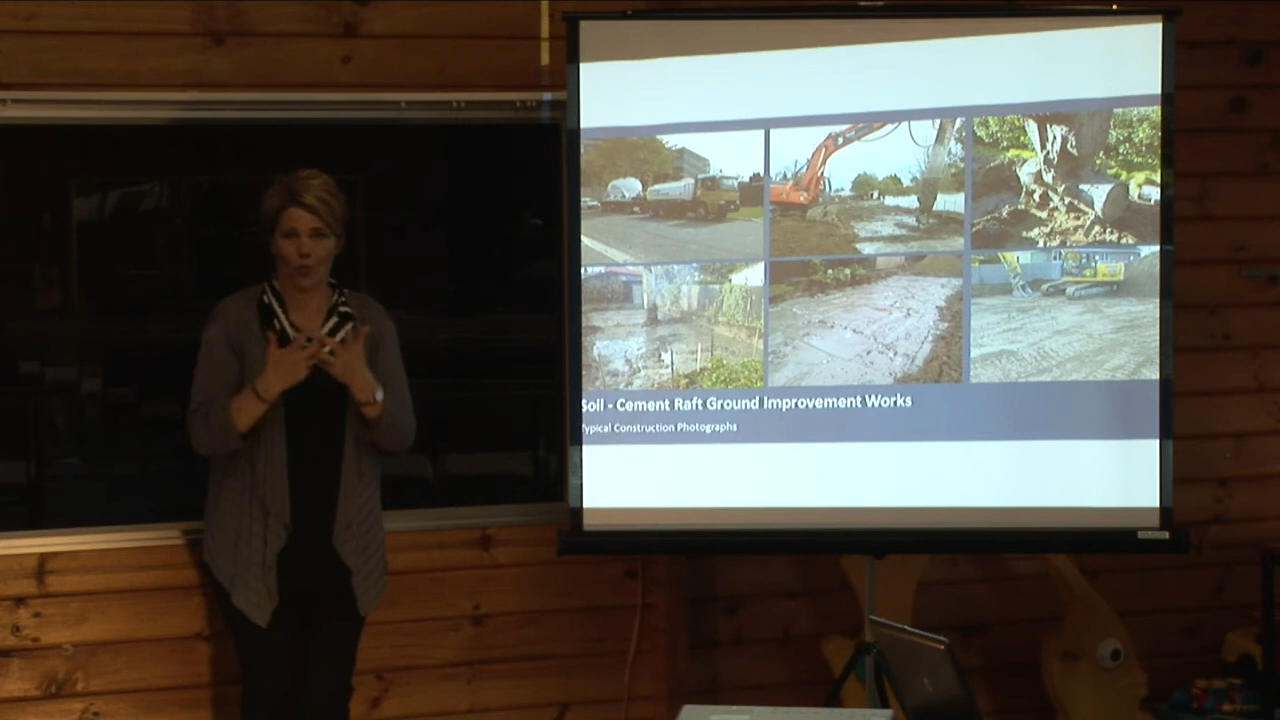 Soil - Cement Raft Ground Improvement Works
Typical Construction Photographs